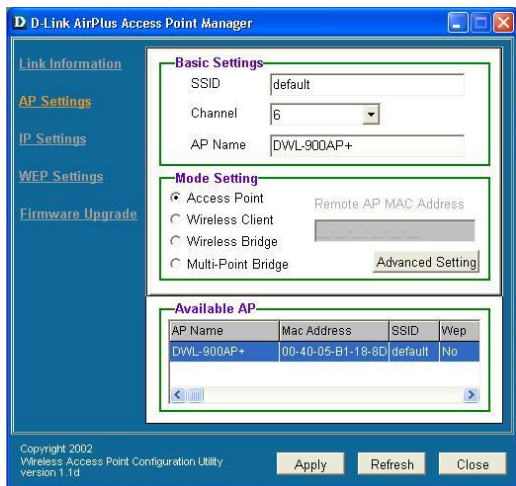 D D-Link AirPlus Access Point Manager
Link Information
AP Settings
IP Settings
WEP Settings
Firmware Upgrade
Basic Settings
SSID default
Channel 6
AP Name DWL-900AP+
Mode Setting
Access Point
Wireless Client
Wireless Bridge
Multi-Point Bridge
Remote AP MAC Address
Advanced Setting
Available AP
AP Name Mac Address SSID Wep
DWL-900AP+ 00-40-05-B1-18-8D default No
Copyright 2002
Wireless Access Point Configuration Utility
version 1.1d
Apply Refresh Close